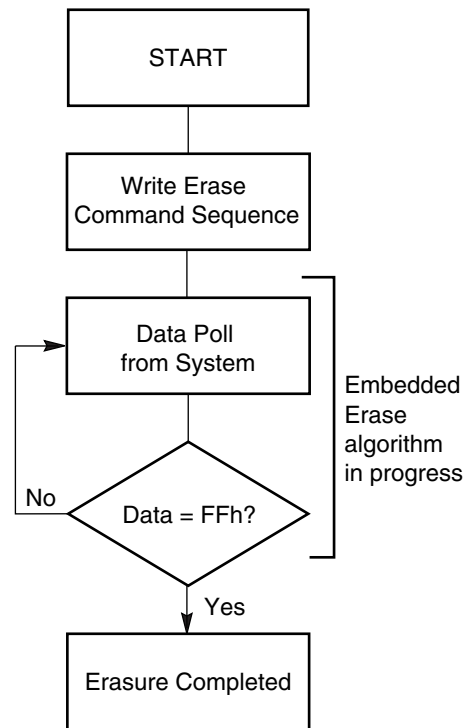 START
Write Erase
Command Sequence
Data Poll
from System
Embedded
Erase
algorithm
in progress
No
Data = FFh?
Yes
Erasure Completed